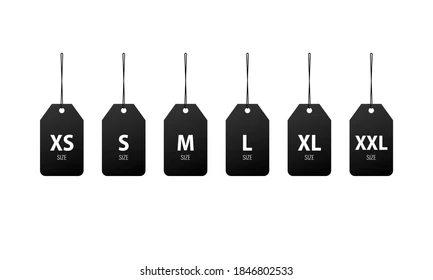 XS S M L XL XXL
SIZE SIZE SIZE SIZE SIZE SIZE
shutterstock.com · 1846802533